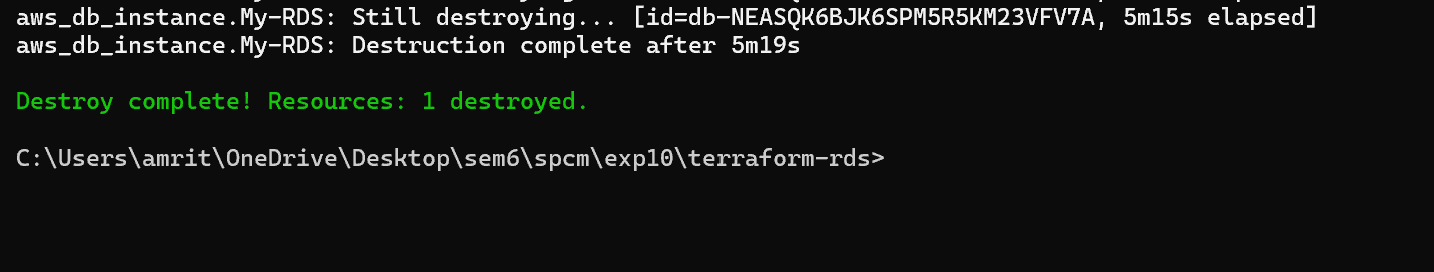 aws_db_instance.My-RDS: Still destroying... [id=db-NEASQK6BJK6SPM5R5KM23VFV7A, 5m15s elapsed]
aws_db_instance.My-RDS: Destruction complete after 5m19s
Destroy complete! Resources: 1 destroyed.
C:\Users\amrit\OneDrive\Desktop\sem6\spcm\exp10\terraform-rds>